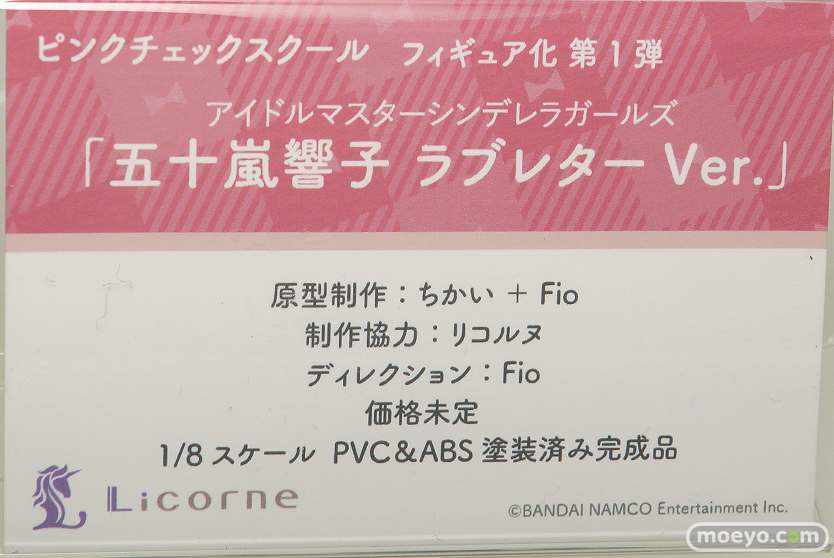 ピンクチェックスクール　フィギュア化 第1弾
アイドルマスターシンデレラガールズ
「五十嵐響子 ラブレター Ver.」
原型制作：ちかい + Fio
制作協力：リコルヌ
ディレクション：Fio
価格未定
1/8 スケール　PVC＆ABS 塗装済み完成品
Licorne
©BANDAI NAMCO Entertainment Inc.
moeyo.com